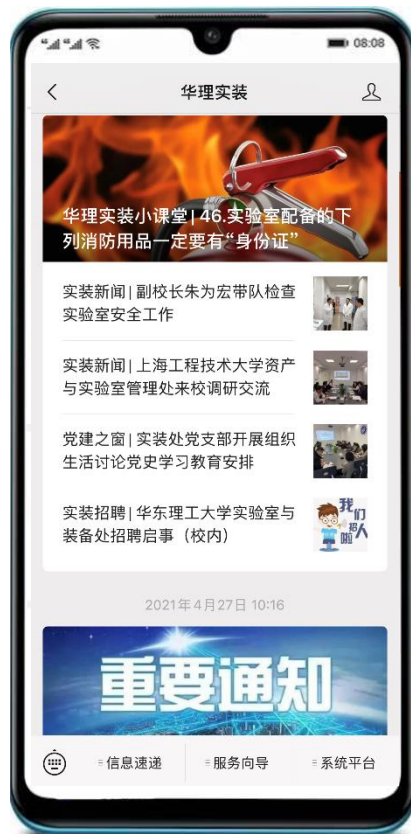 08:08
华理实装
华理实装小课堂|46.实验室配备的下
列消防用品一定要有“身份证”
实装新闻|副校长朱为宏带队检查
实验室安全工作
实装新闻|上海工程技术大学资产
与实验室管理处来校调研交流
党建之窗|实装处党支部开展组织
生活讨论党史学习教育安排
实装招聘|华东理工大学实验室与
装备处招聘启事（校内）
我们
招人
啦
2021年4月27日 10:16
重要通知
信息速递
服务向导
系统平台